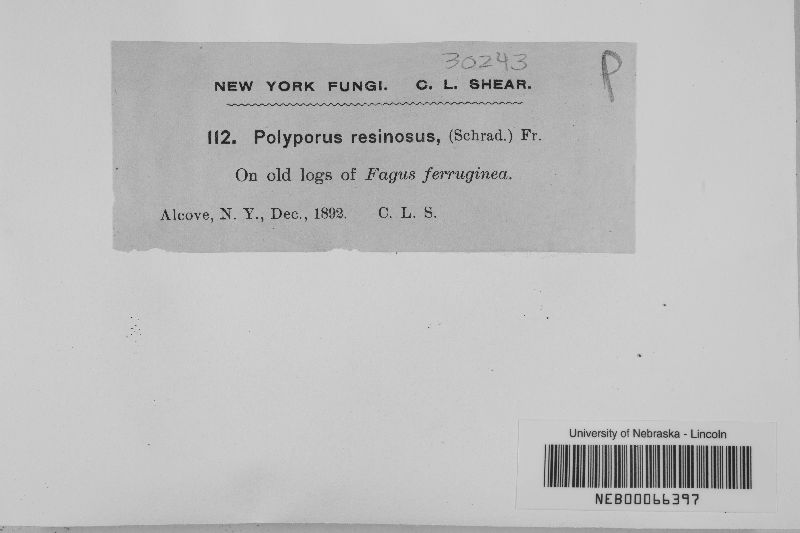 30243
P
NEW YORK FUNGI. C. L. SHEAR.
112. Polyporus resinosus, (Schrad.) Fr.
On old logs of Fagus ferruginea.
Alcove, N. Y., Dec., 1892. C. L. S.
University of Nebraska - Lincoln
NEB00066397